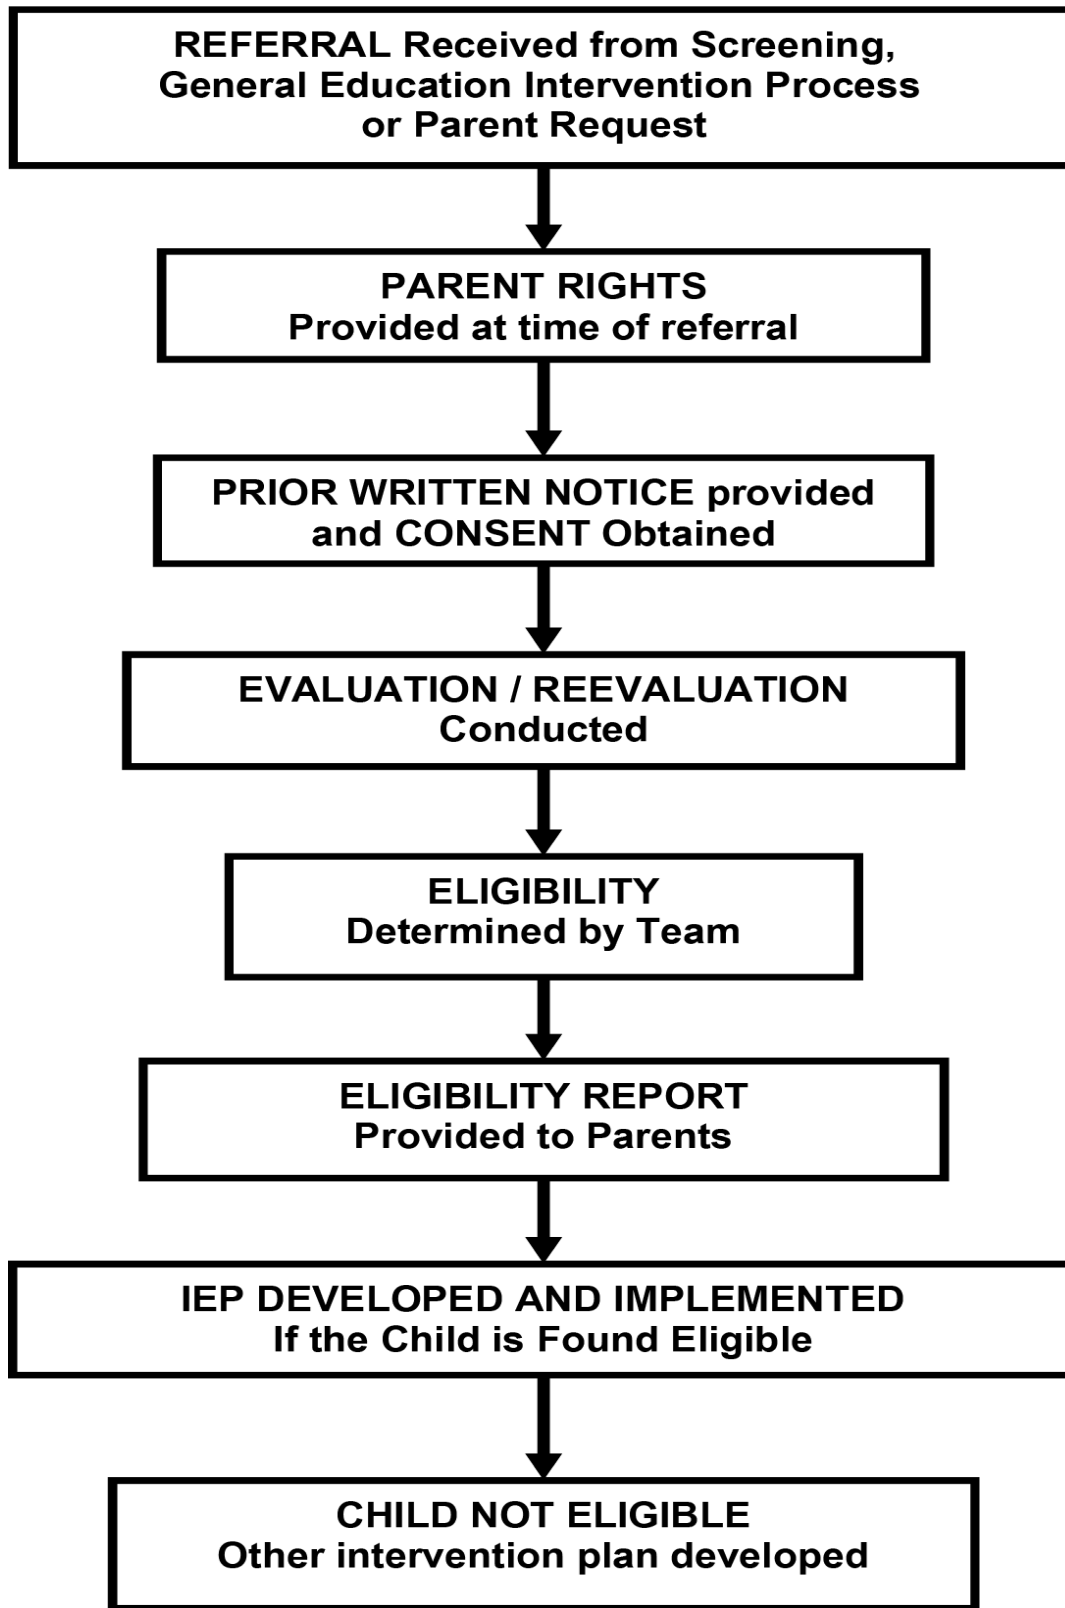 REFERRAL Received from Screening,
General Education Intervention Process
or Parent Request
PARENT RIGHTS
Provided at time of referral
PRIOR WRITTEN NOTICE provided
and CONSENT Obtained
EVALUATION / REEVALUATION
Conducted
ELIGIBILITY
Determined by Team
ELIGIBILITY REPORT
Provided to Parents
IEP DEVELOPED AND IMPLEMENTED
If the Child is Found Eligible
CHILD NOT ELIGIBLE
Other intervention plan developed